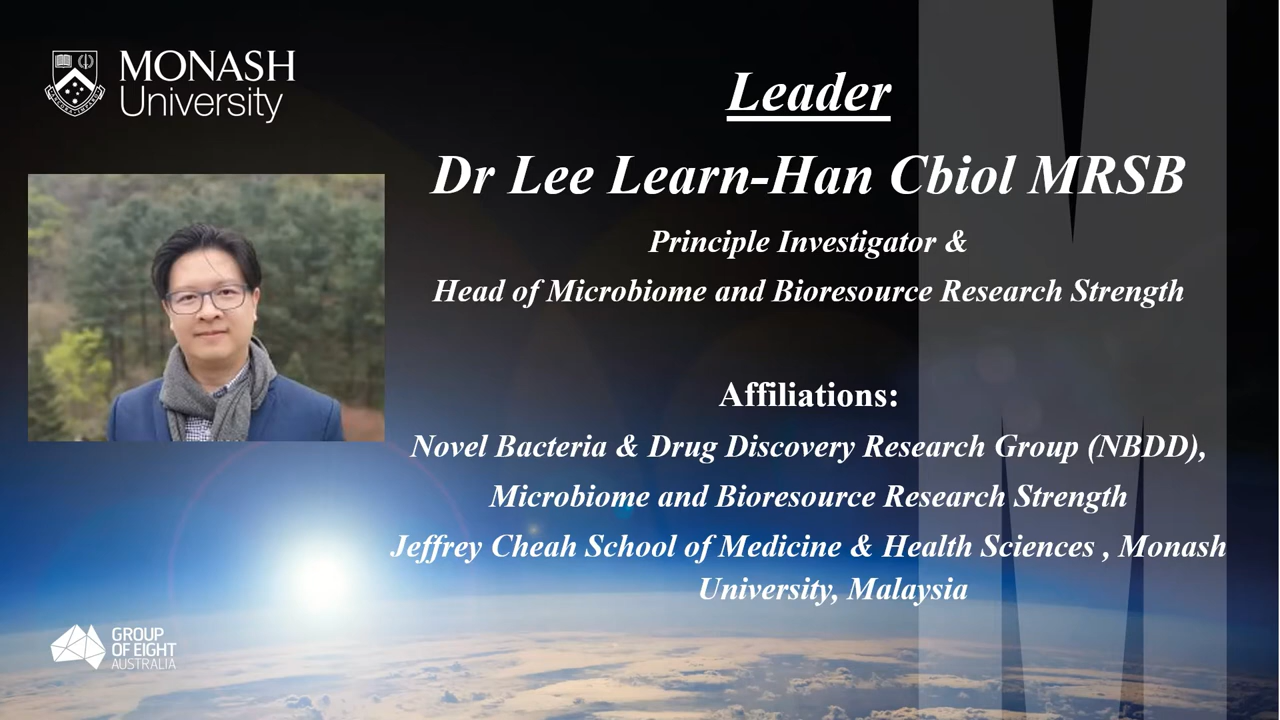 MONASH
University
Leader
Dr Lee Learn-Han Cbiol MRSB
Principle Investigator &
Head of Microbiome and Bioresource Research Strength
Affiliations:
Novel Bacteria & Drug Discovery Research Group (NBDD),
Microbiome and Bioresource Research Strength
Jeffrey Cheah School of Medicine & Health Sciences , Monash
University, Malaysia
GROUP
OF EIGHT
AUSTRALIA